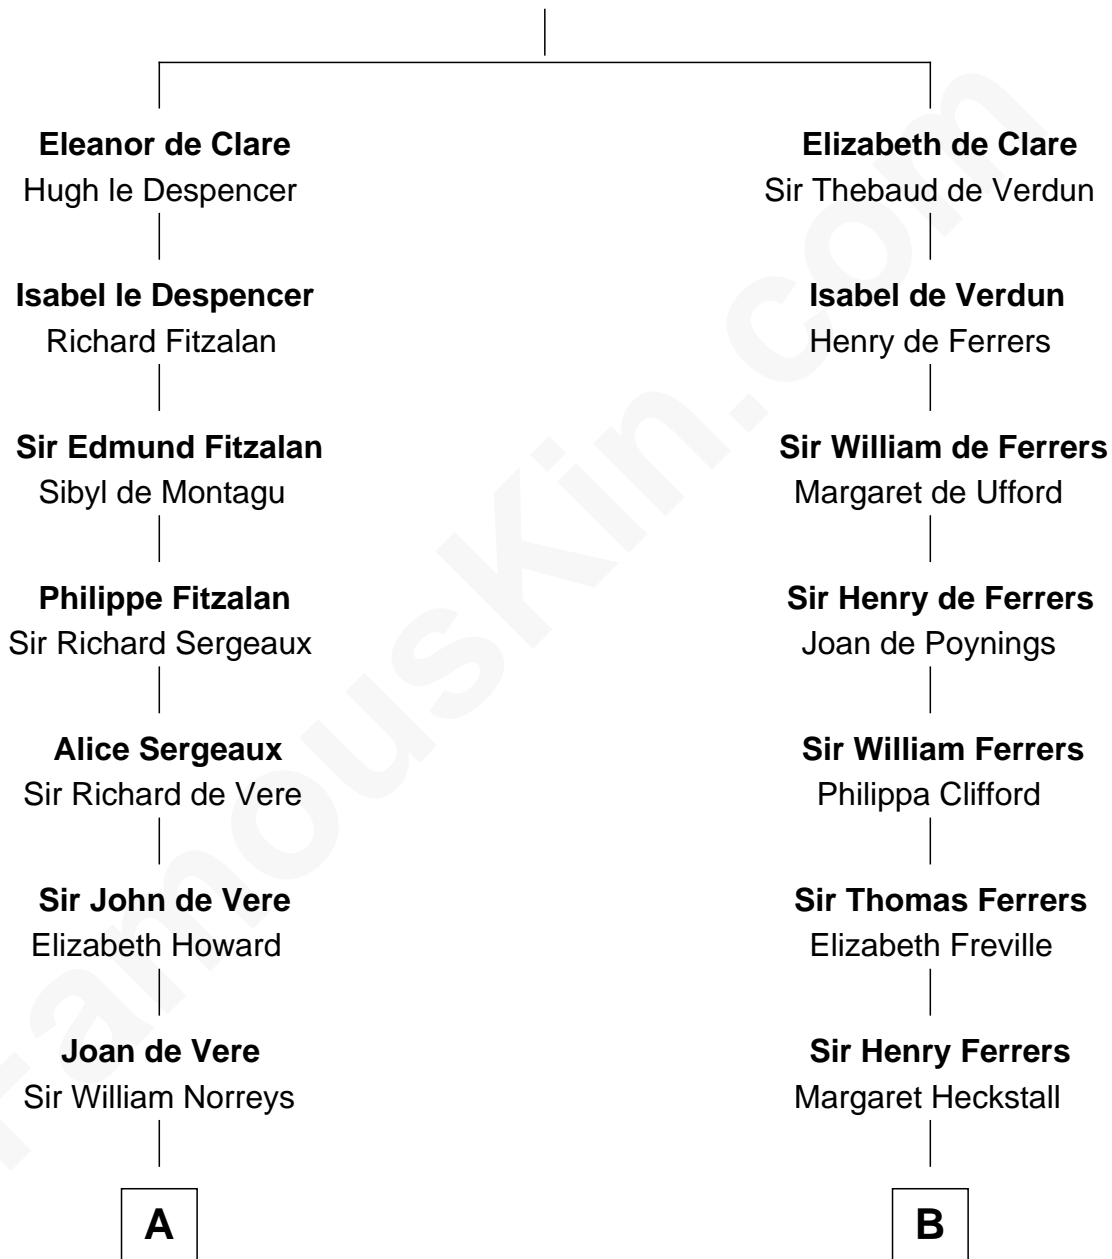 Eleanor de Clare
Hugh le Despencer
Isabel le Despencer
Richard Fitzalan
Sir Edmund Fitzalan
Sibyl de Montagu
Philippe Fitzalan
Sir Richard Sergeaux
Alice Sergeaux
Sir Richard de Vere
Sir John de Vere
Elizabeth Howard
Joan de Vere
Sir William Norreys
A
Elizabeth de Clare
Sir Thebaud de Verdun
Isabel de Verdun
Henry de Ferrers
Sir William de Ferrers
Margaret de Ufford
Sir Henry de Ferrers
Joan de Poynings
Sir William Ferrers
Philippa Clifford
Sir Thomas Ferrers
Elizabeth Freville
Sir Henry Ferrers
Margaret Heckstall
B
FamousKin.com